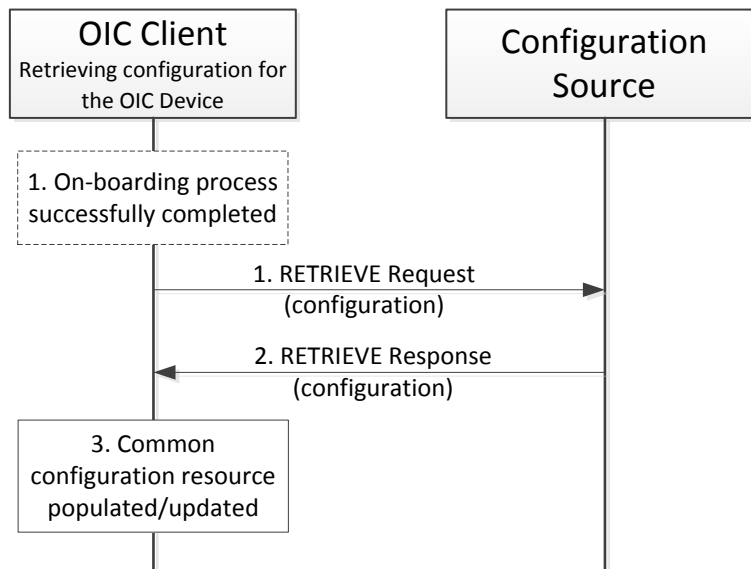 OIC Client
Retrieving configuration for
the OIC Device
Configuration
Source
1. On-boarding process
successfully completed
1. RETRIEVE Request
(configuration)
2. RETRIEVE Response
(configuration)
3. Common
configuration resource
populated/updated